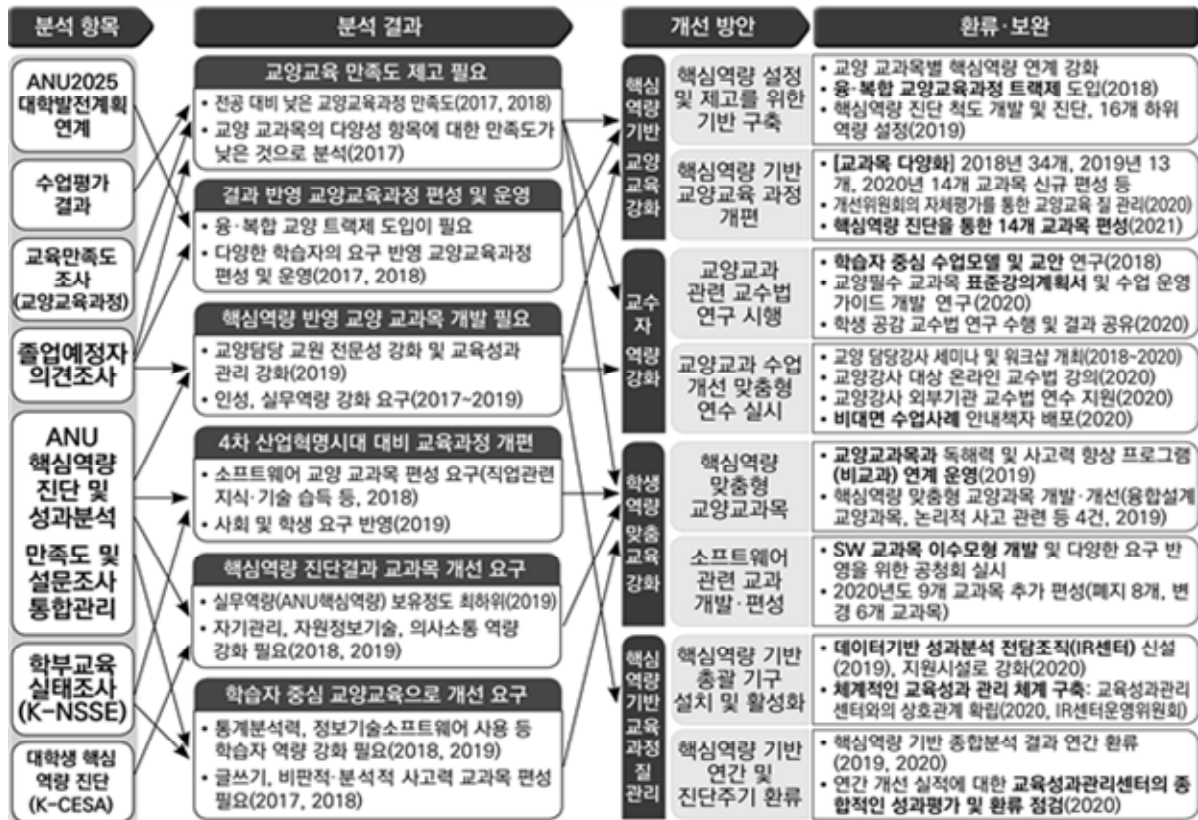 분석 항목
분석 결과
개선 방안
환류·보완
ANU2025
대학발전계획
연계
수업평가
결과
교육만족도
조사
(교양교육과정)
졸업예정자
의견조사
ANU
핵심역량
진단 및
성과분석
만족도 및
설문조사
통합관리
학부교육
실태조사
(K-NSSE)
대학생 핵심
역량 진단
(K-CESA)
교양교육 만족도 제고 필요
• 전공 대비 낮은 교양교육과정 만족도(2017, 2018)
• 교양 교과목의 다양성 항목에 대한 만족도가
낮은 것으로 분석(2017)
결과 반영 교양교육과정 편성 및 운영
• 융·복합 교양 트랙제 도입이 필요
• 다양한 학습자의 요구 반영 교양교육과정
편성 및 운영(2017, 2018)
핵심역량 반영 교양 교과목 개발 필요
• 교양담당 교원 전문성 강화 및 교육성과
관리 강화(2019)
• 인성, 실무역량 강화 요구(2017~2019)
4차 산업혁명시대 대비 교육과정 개편
• 소프트웨어 교양 교과목 편성 요구(직업관련
지식·기술 습득 등, 2018)
• 사회 및 학생 요구 반영(2019)
핵심역량 진단결과 교과목 개선 요구
• 실무역량(ANU핵심역량) 보유정도 최하위(2019)
• 자기관리, 자원정보기술, 의사소통 역량
강화 필요(2018, 2019)
학습자 중심 교양교육으로 개선 요구
• 통계분석력, 정보기술소프트웨어 사용 등
학습자 역량 강화 필요(2018, 2019)
• 글쓰기, 비판적·분석적 사고력 교과목 편성
필요(2017, 2018)
핵심
역량
기반
교양
교육
강화
핵심역량 설정
및 제고를 위한
기반 구축
• 교양 교과목별 핵심역량 연계 강화
• 융·복합 교양교육과정 트랙제 도입(2018)
• 핵심역량 진단 척도 개발 및 진단, 16개 하위
역량 설정(2019)
핵심역량 기반
교양교육 과정
개편
• [교과목 다양화] 2018년 34개, 2019년 13
개, 2020년 14개 교과목 신규 편성 등
• 개선위원회의 자체평가를 통한 교양교육 질 관리(2020)
• 핵심역량 진단을 통한 14개 교과목 편성(2021)
교수
자
역량
강화
교양교과
관련 교수법
연구 시행
• 학습자 중심 수업모델 및 교안 연구(2018)
• 교양필수 교과목 표준강의계획서 및 수업 운영
가이드 개발 연구(2020)
• 학생 공감 교수법 연구 수행 및 결과 공유(2020)
교양교과 수업
개선 맞춤형
연수 실시
• 교양 담당강사 세미나 및 워크샵 개최(2018~2020)
• 교양강사 대상 온라인 교수법 강의(2020)
• 교양강사 외부기관 교수법 연수 지원(2020)
• 비대면 수업사례 안내책자 배포(2020)
학생
역량
맞춤
교육
강화
핵심역량
맞춤형
교양교과목
• 교양교과목과 독해력 및 사고력 향상 프로그램
(비교과) 연계 운영(2019)
• 핵심역량 맞춤형 교양과목 개발·개선(융합설계
교양과목, 논리적 사고 관련 등 4건, 2019)
소프트웨어
관련 교과
개발·편성
• SW 교과목 이수모형 개발 및 다양한 요구 반
영을 위한 공청회 실시
• 2020년도 9개 교과목 추가 편성(폐지 8개, 변
경 6개 교과목)
핵심
역량
기반
교육
과정
질
관리
핵심역량 기반
총괄 기구
설치 및 활성화
• 데이터기반 성과분석 전담조직(IR센터) 신설
(2019), 지원시설로 강화(2020)
• 체계적인 교육성과 관리 체계 구축: 교육성과관리
센터와의 상호관계 확립(2020, IR센터운영위원회)
핵심역량 기반
연간 및
진단주기 환류
• 핵심역량 기반 종합분석 결과 연간 환류
(2019, 2020)
• 연간 개선 실적에 대한 교육성과관리센터의 종
합적인 성과평가 및 환류 점검(2020)